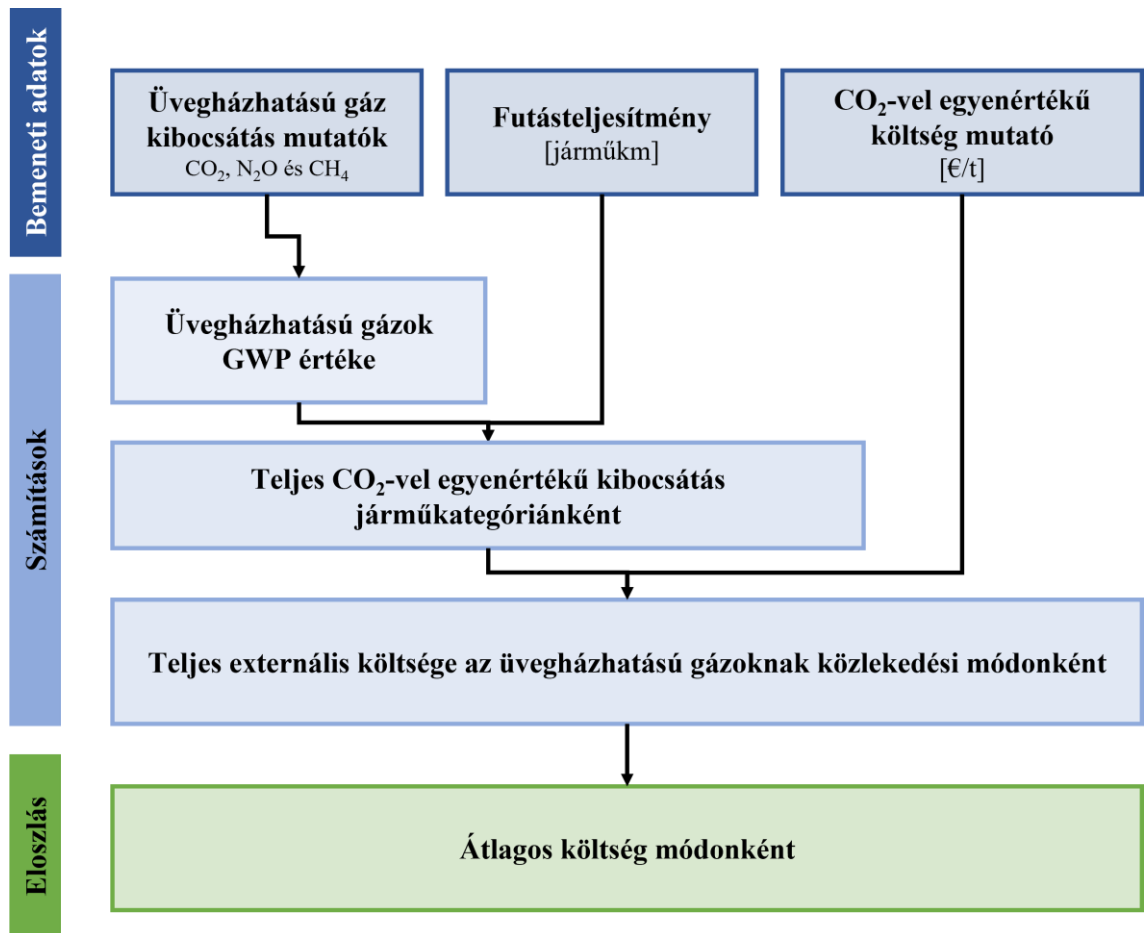 Bemeneti adatok
Üvegházhatású gáz
kibocsátás mutatók
CO₂, N₂O és CH₄
Futásteljesítmény
[járműkm]
CO₂-vel egyenértékű
költség mutató
[€/t]
Számítások
Üvegházhatású gázok
GWP értéke
Teljes CO₂-vel egyenértékű kibocsátás
járműkategóriánként
Teljes externális költsége az üvegházhatású gázoknak közlekedési módonként
Eloszlás
Átlagos költség módonként